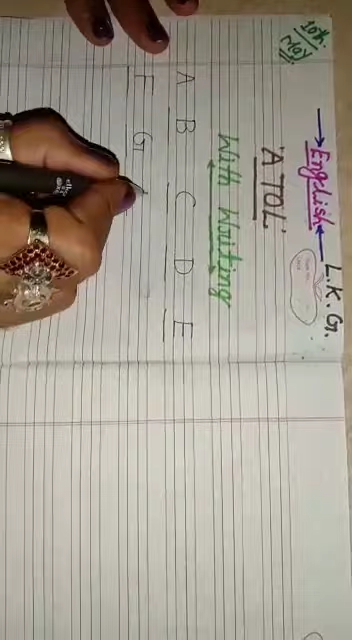 10th May
L.K.G.
→ English ←
'A TO L'
With Writing
A B C D E
F G